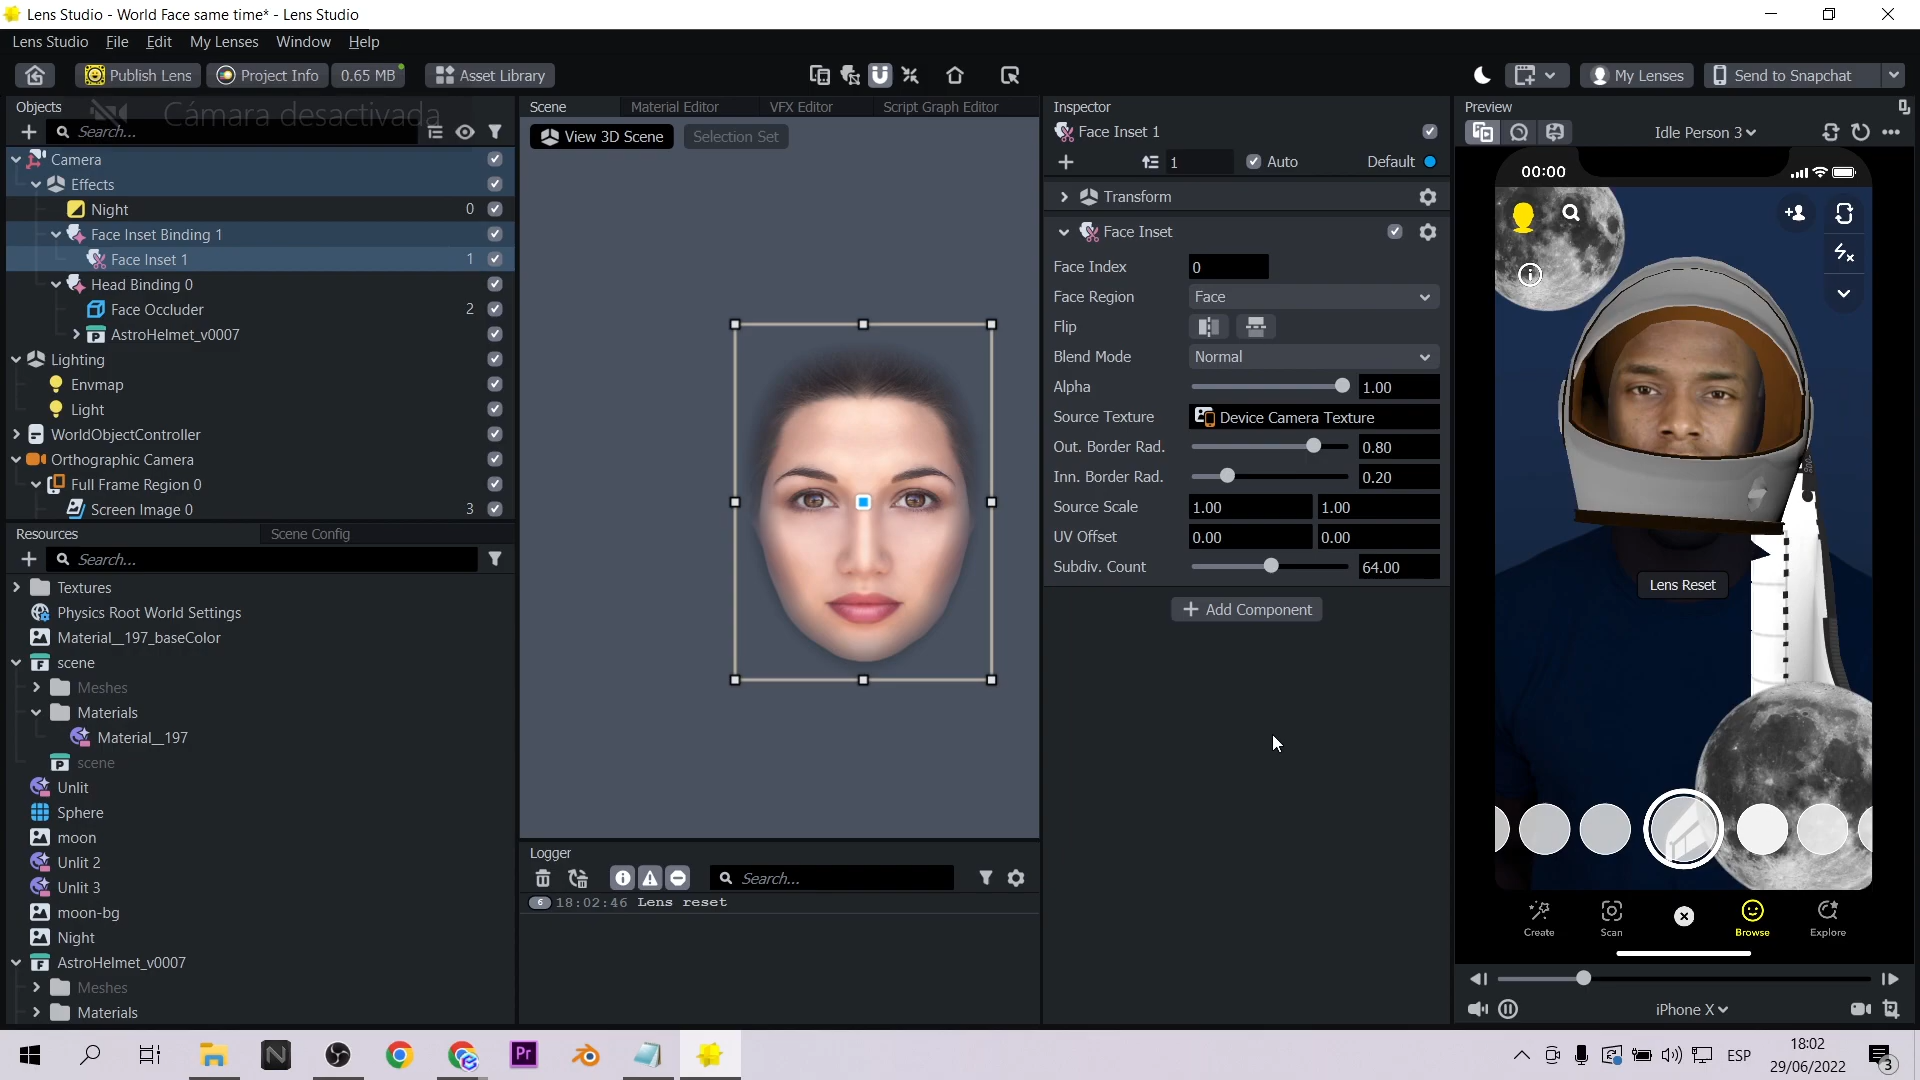 Lens Studio - World Face same time* - Lens Studio
Lens Studio File Edit My Lenses Window Help
Publish Lens Project Info 0.65 MB Asset Library My Lenses Send to Snapchat
Objects
Cámara desactivada
Search...
Camera
Effects
Night 0
Face Inset Binding 1
Face Inset 1 1
Head Binding 0
Face Occluder 2
AstroHelmet_v0007
Lighting
Envmap
Light
WorldObjectController
Orthographic Camera
Full Frame Region 0
Screen Image 0 3
Resources Scene Config
Search...
Textures
Physics Root World Settings
Material__197_baseColor
scene
Meshes
Materials
Material__197
scene
Unlit
Sphere
moon
Unlit 2
Unlit 3
moon-bg
Night
AstroHelmet_v0007
Meshes
Materials
Scene Material Editor VFX Editor Script Graph Editor
View 3D Scene Selection Set
Logger
Search...
6 18:02:46 Lens reset
Inspector
Face Inset 1
1 Auto Default
Transform
Face Inset
Face Index 0
Face Region Face
Flip
Blend Mode Normal
Alpha 1.00
Source Texture Device Camera Texture
Out. Border Rad. 0.80
Inn. Border Rad. 0.20
Source Scale 1.00 1.00
UV Offset 0.00 0.00
Subdiv. Count 64.00
Add Component
Preview
Idle Person 3
00:00
Lens Reset
Create Scan Browse Explore
iPhone X
Pr
ESP
18:02
29/06/2022
3